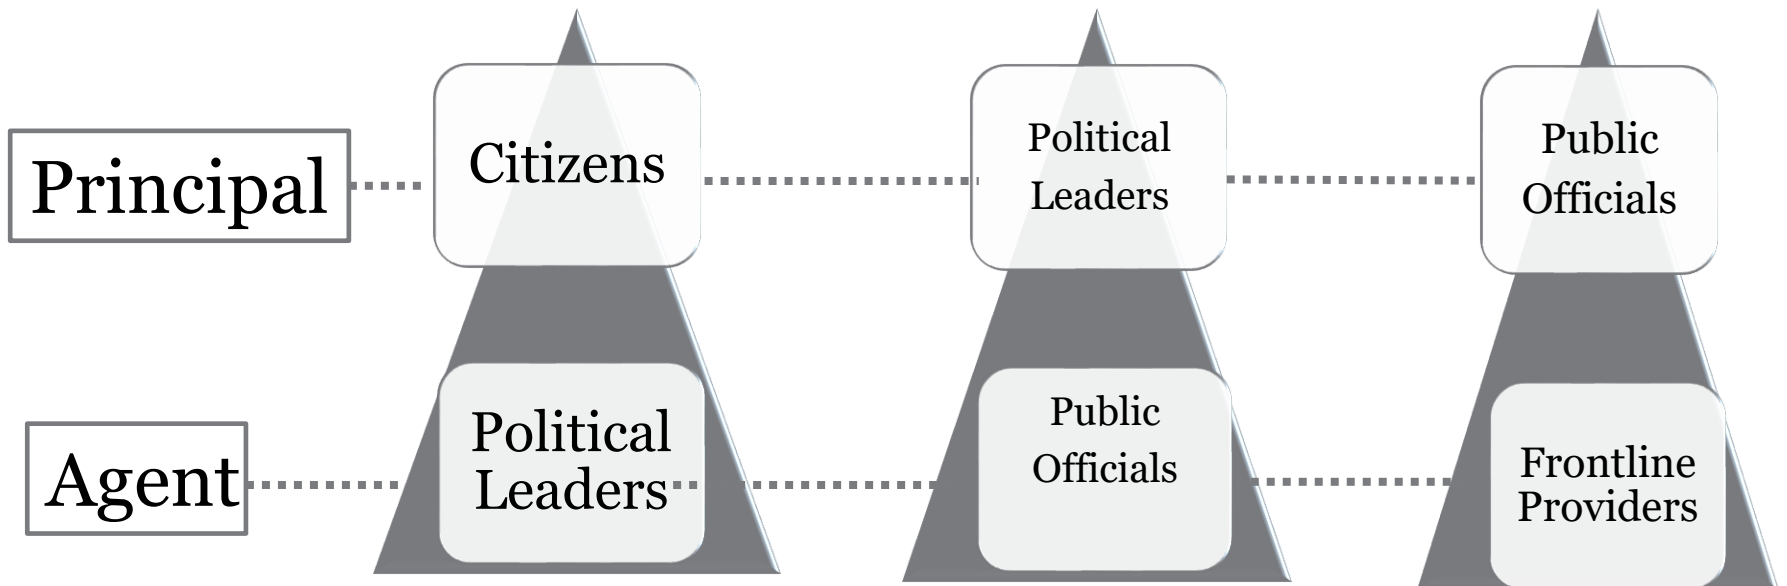 Principal
Citizens
Political
Leaders
Public
Officials
Agent
Political
Leaders
Public
Officials
Frontline
Providers